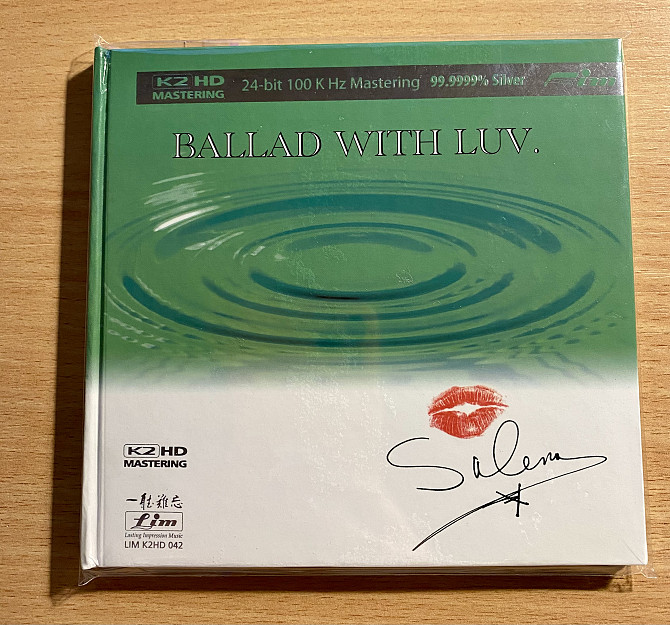 K2 HD MASTERING 24-bit 100 K Hz Mastering 99.9999% Silver Lim
BALLAD WITH LUV.
Salena
K2 HD
MASTERING
一聽難忘
Lim
Lasting Impression Music
LIM K2HD 042